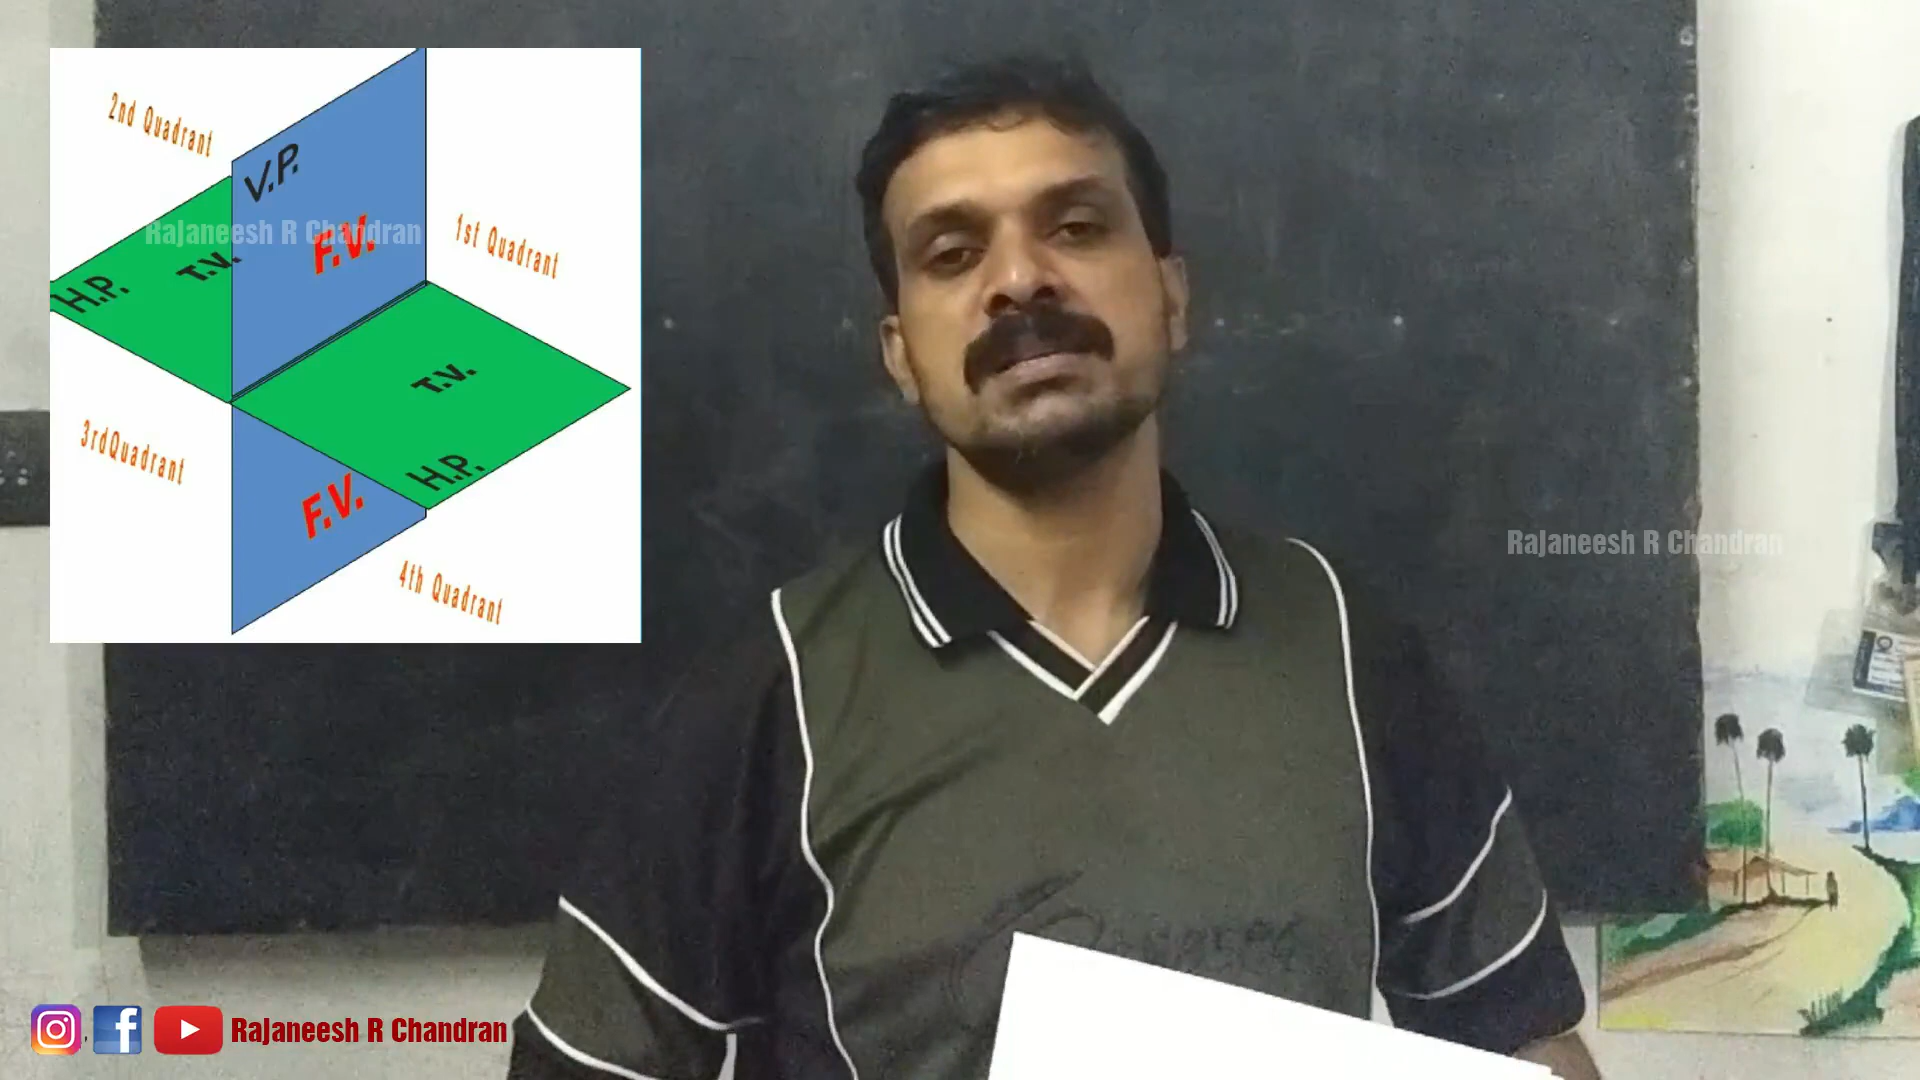 2nd Quadrant
V.P.
Rajaneesh R Chandran
F.V.
1st Quadrant
H.P.
T.V.
T.V.
3rdQuadrant
H.P.
F.V.
4th Quadrant
Rajaneesh R Chandran
Rajaneesh R Chandran